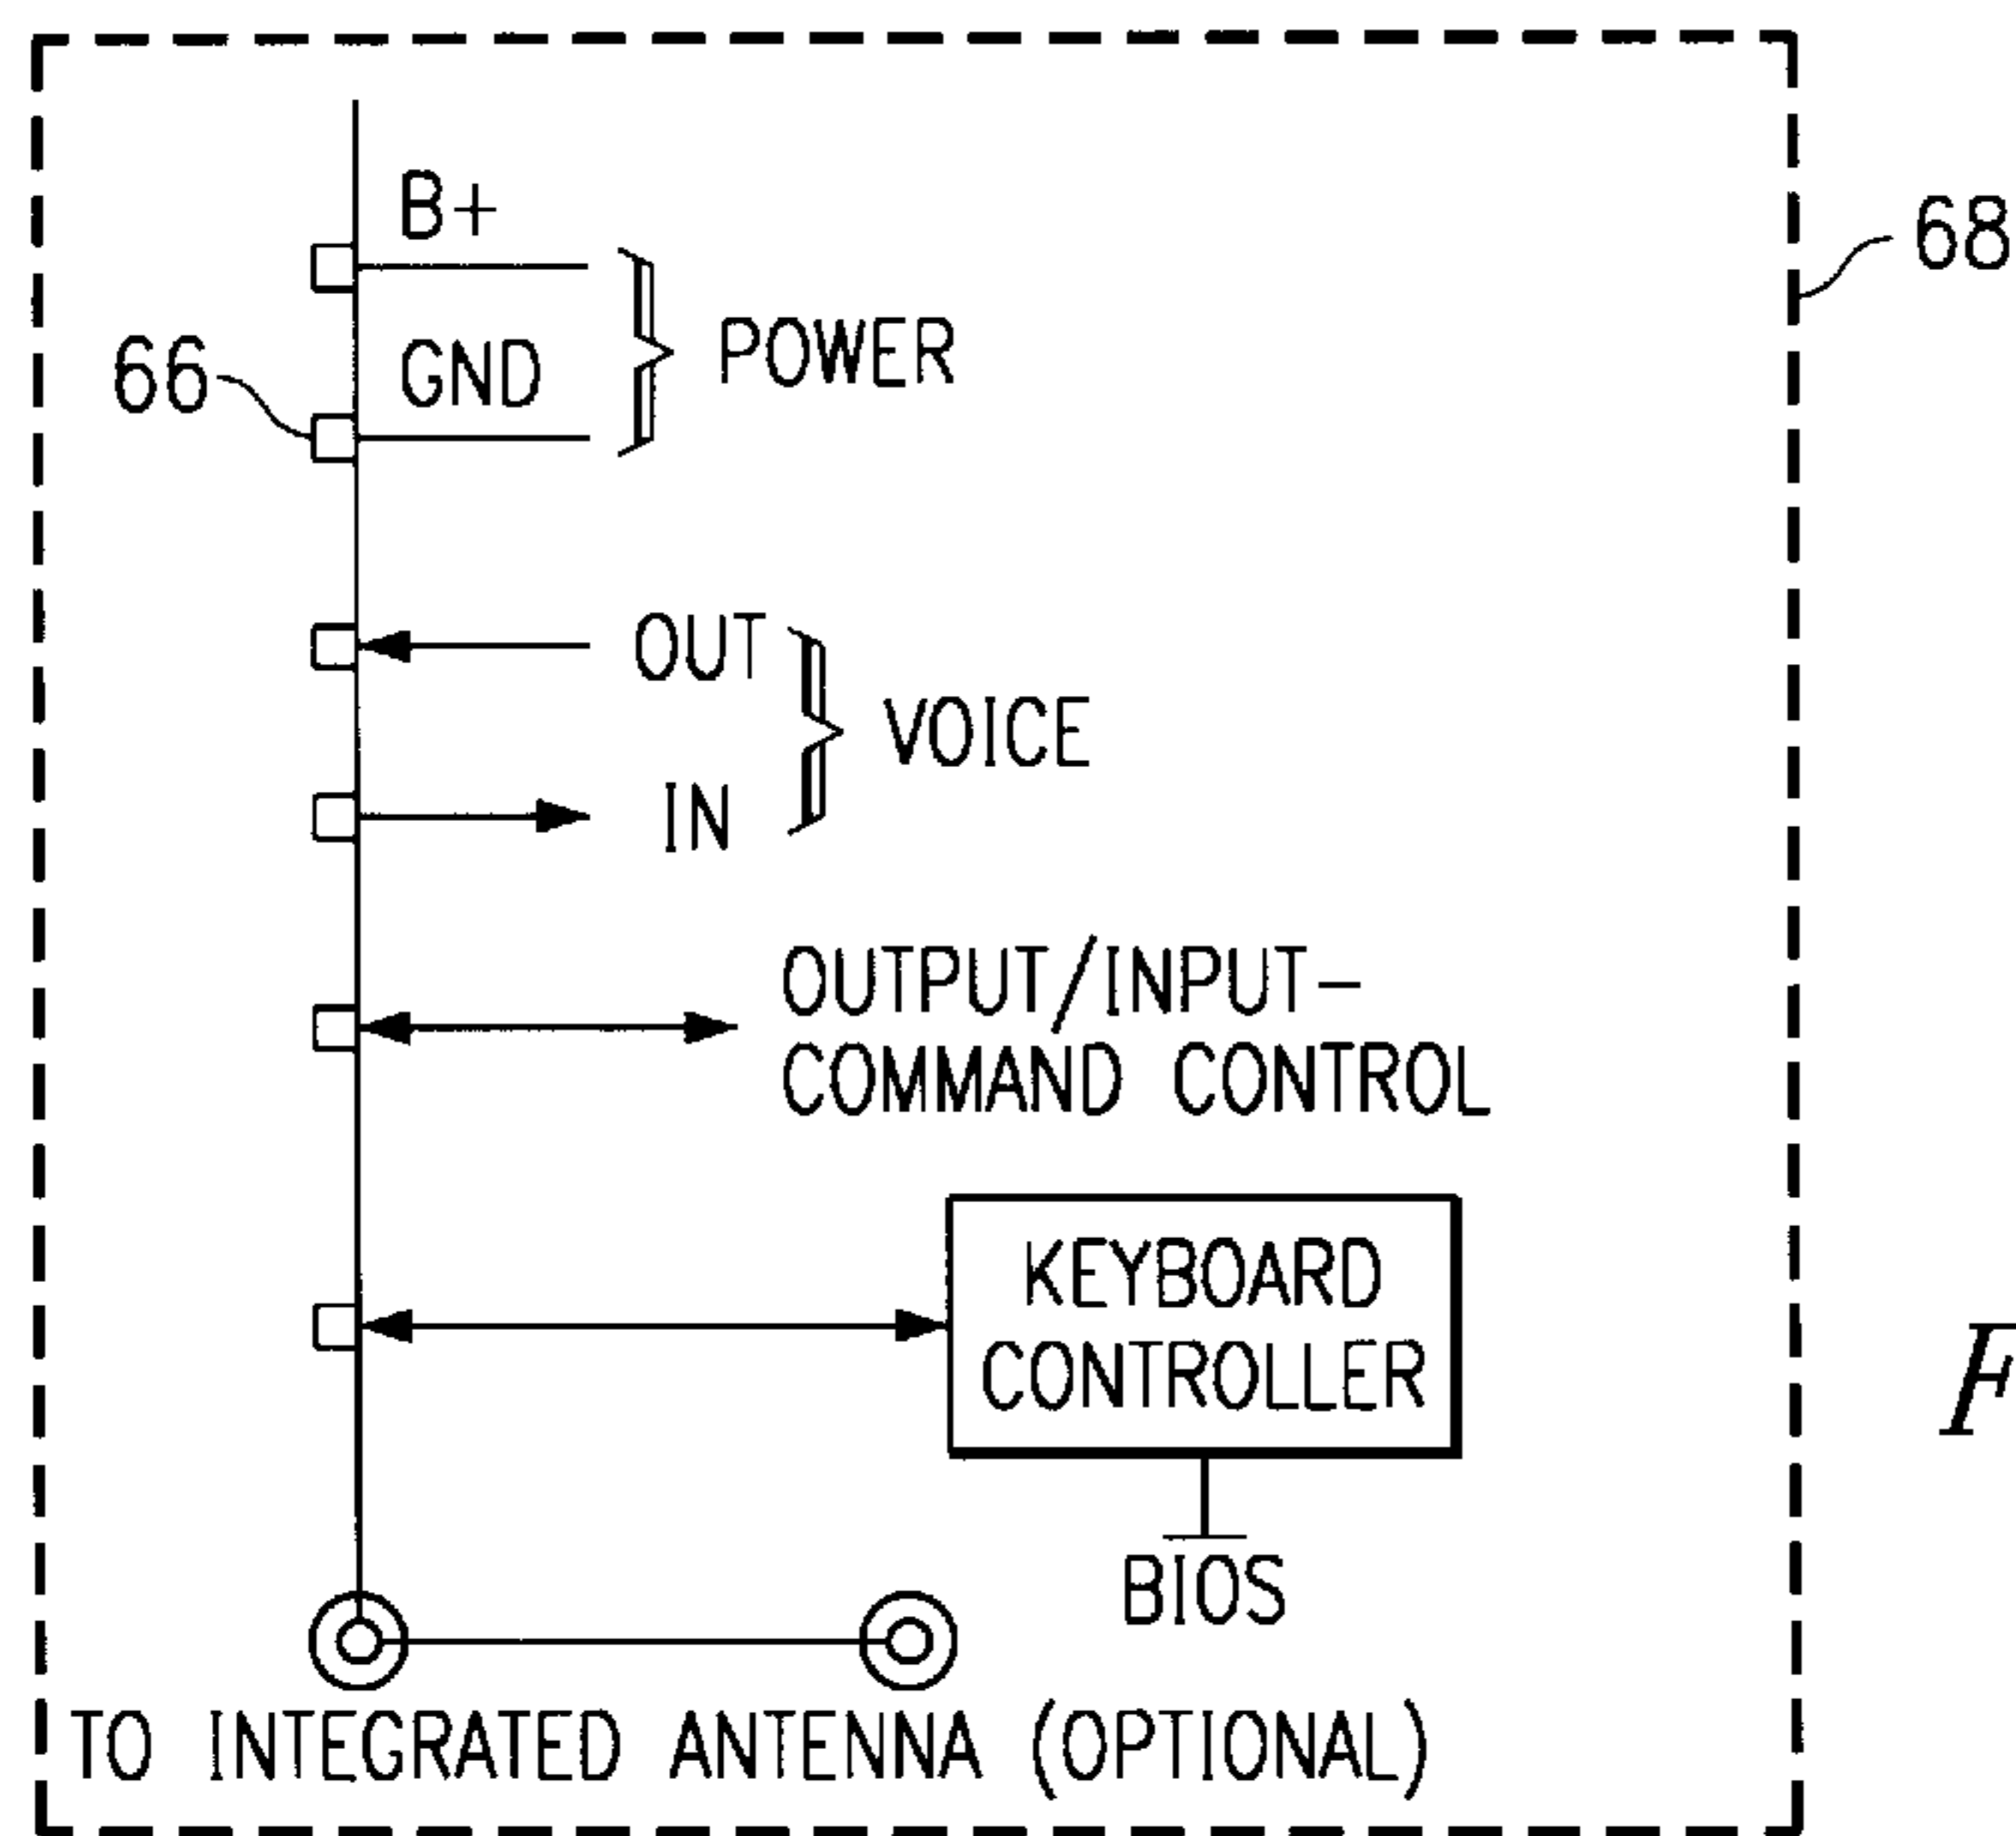 B+
68
66
GND
POWER
OUT
VOICE
IN
OUTPUT/INPUT-
COMMAND CONTROL
KEYBOARD
CONTROLLER
F
BIOS
TO INTEGRATED ANTENNA (OPTIONAL)